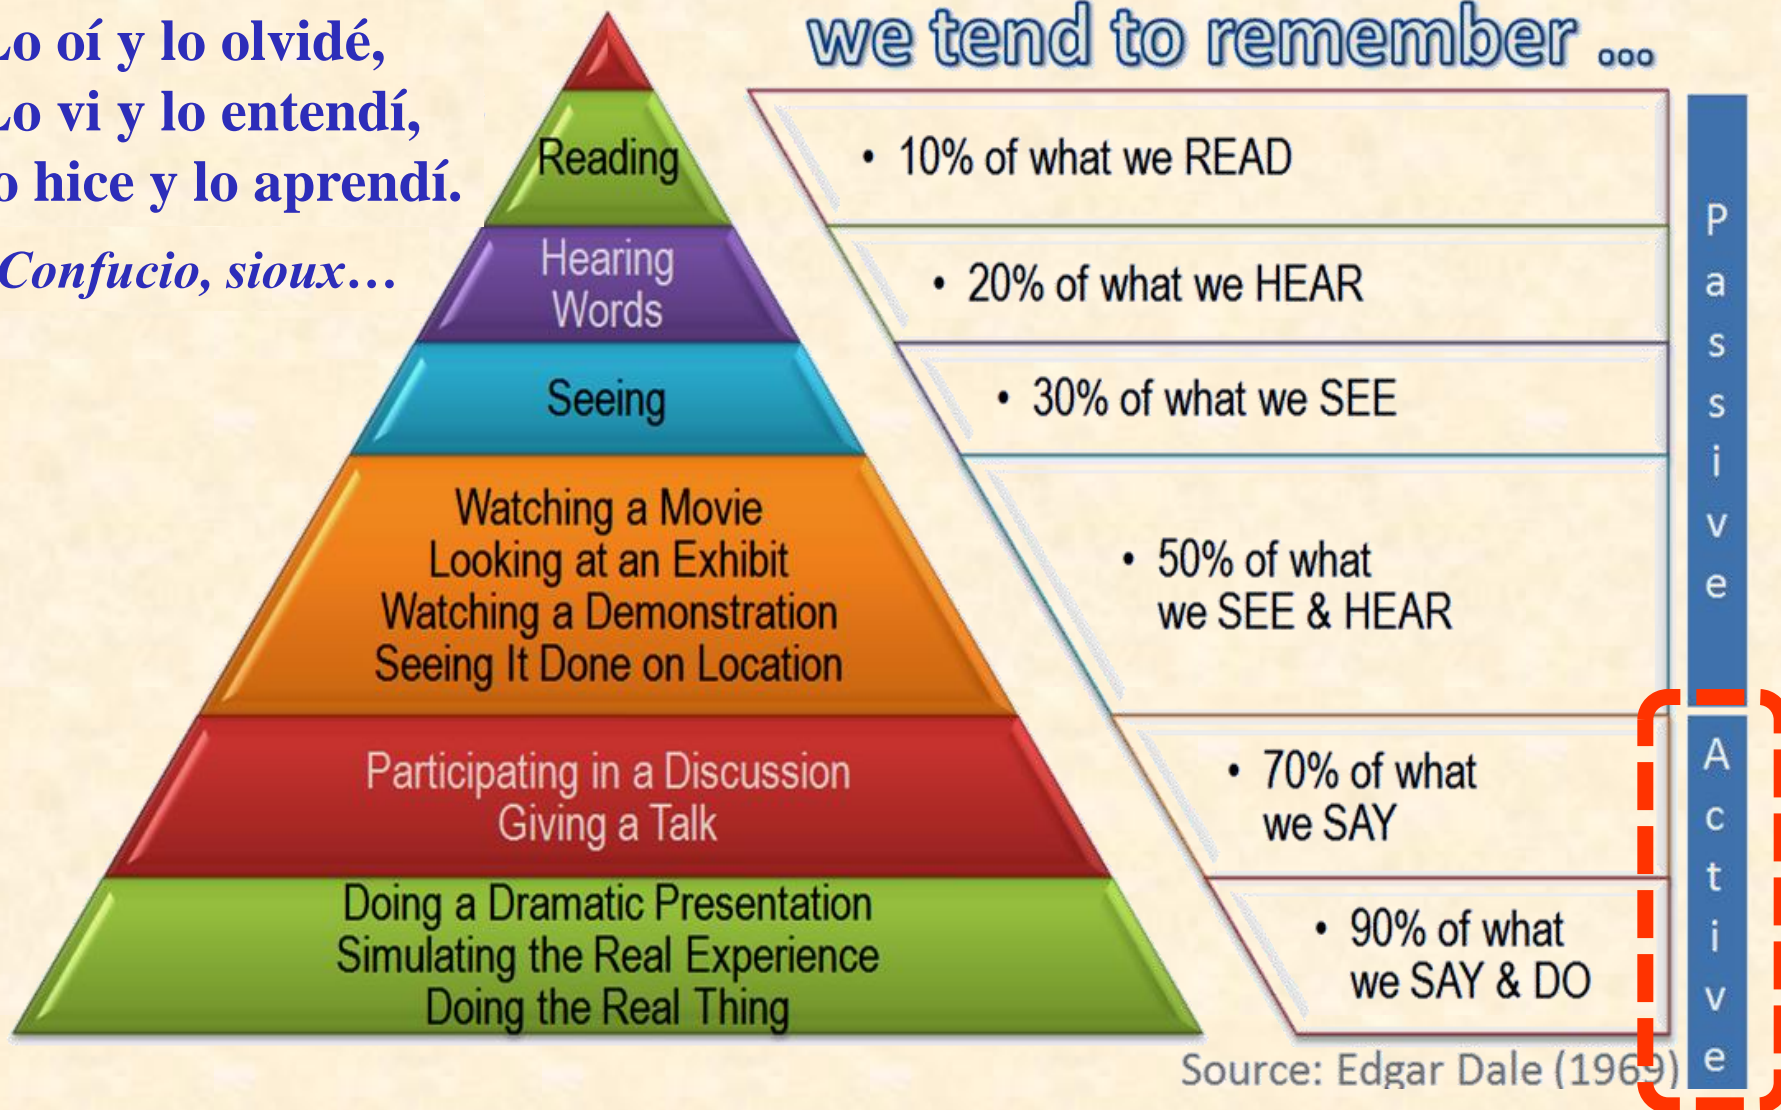 Lo oí y lo olvidé,
Lo vi y lo entendí,
o hice y lo aprendí.
Confucio, sioux…
we tend to remember ...
Reading
• 10% of what we READ
Hearing
Words
• 20% of what we HEAR
Seeing
• 30% of what we SEE
Watching a Movie
Looking at an Exhibit
Watching a Demonstration
Seeing It Done on Location
• 50% of what
we SEE & HEAR
Participating in a Discussion
Giving a Talk
• 70% of what
we SAY
Doing a Dramatic Presentation
Simulating the Real Experience
Doing the Real Thing
• 90% of what
we SAY & DO
Passive
Active
Source: Edgar Dale (1969)